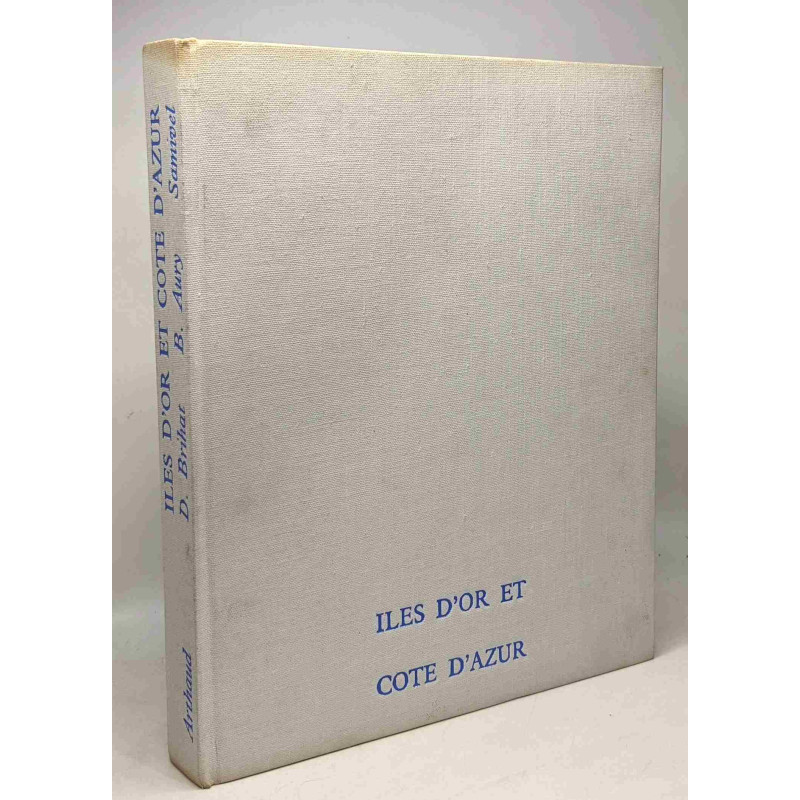 ILES D'OR ET COTE D'AZUR
D. Brihat B. Aury Samivel
Arthaud
ILES D'OR ET
COTE D'AZUR